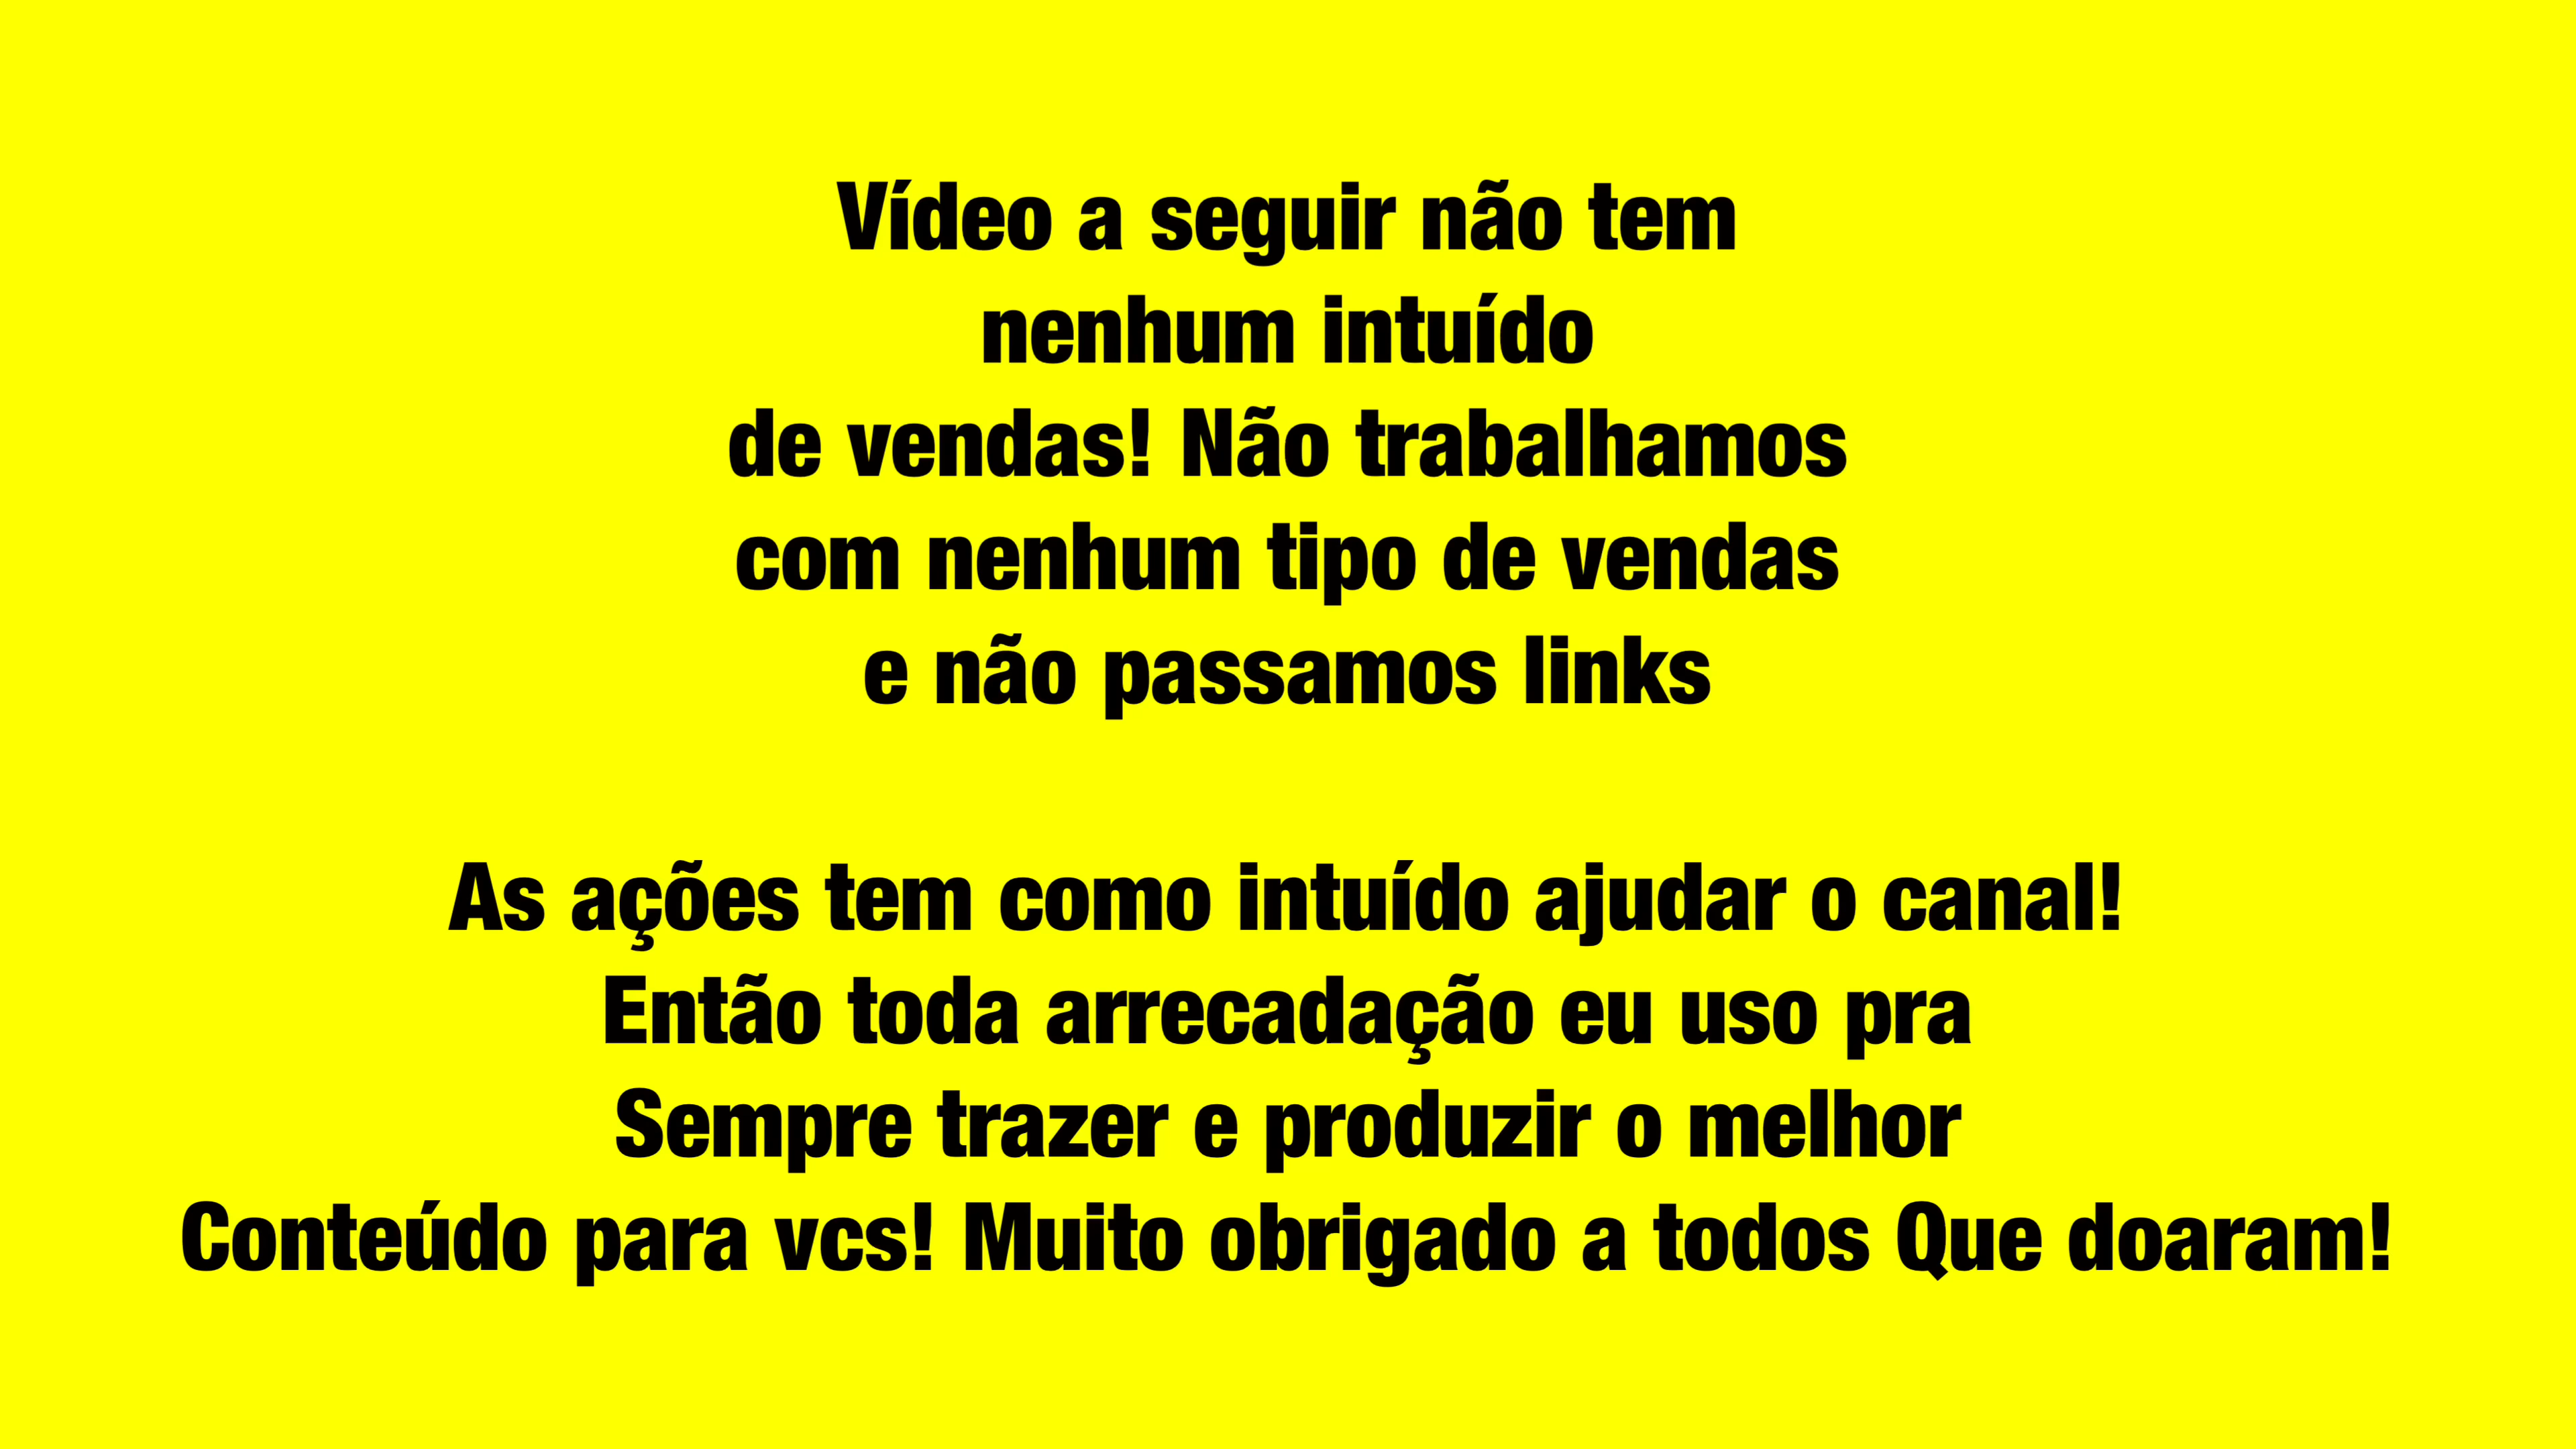 Vídeo a seguir não tem
nenhum intuído
de vendas! Não trabalhamos
com nenhum tipo de vendas
e não passamos links
As ações tem como intuído ajudar o canal!
Então toda arrecadação eu uso pra
Sempre trazer e produzir o melhor
Conteúdo para vcs! Muito obrigado a todos Que doaram!